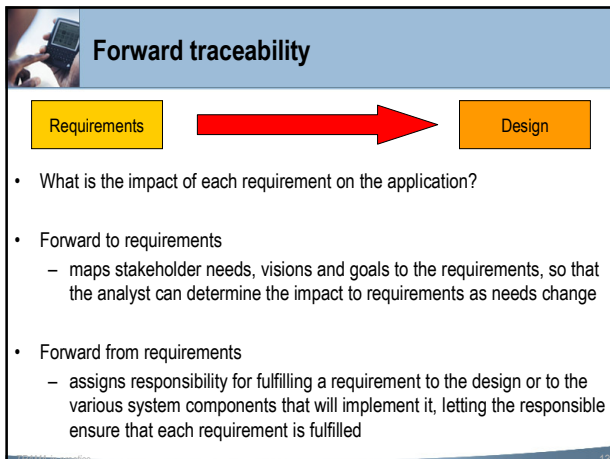 Forward traceability
Requirements
Design
• What is the impact of each requirement on the application?
• Forward to requirements
– maps stakeholder needs, visions and goals to the requirements, so that
the analyst can determine the impact to requirements as needs change
• Forward from requirements
– assigns responsibility for fulfilling a requirement to the design or to the
various system components that will implement it, letting the responsible
ensure that each requirement is fulfilled